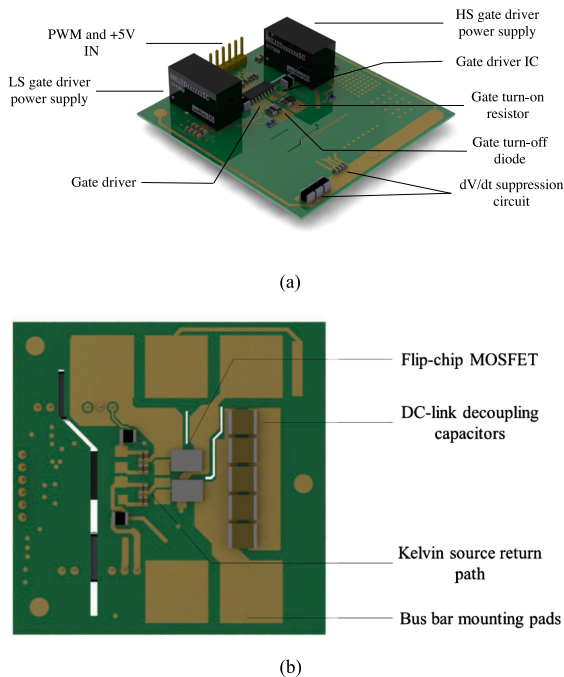 HS gate driver
power supply
PWM and +5V
IN
Gate driver IC
LS gate driver
power supply
Gate turn-on
resistor
Gate turn-off
diode
Gate driver
dV/dt suppression
circuit
(a)
Flip-chip MOSFET
DC-link decoupling
capacitors
Kelvin source return
path
Bus bar mounting pads
(b)